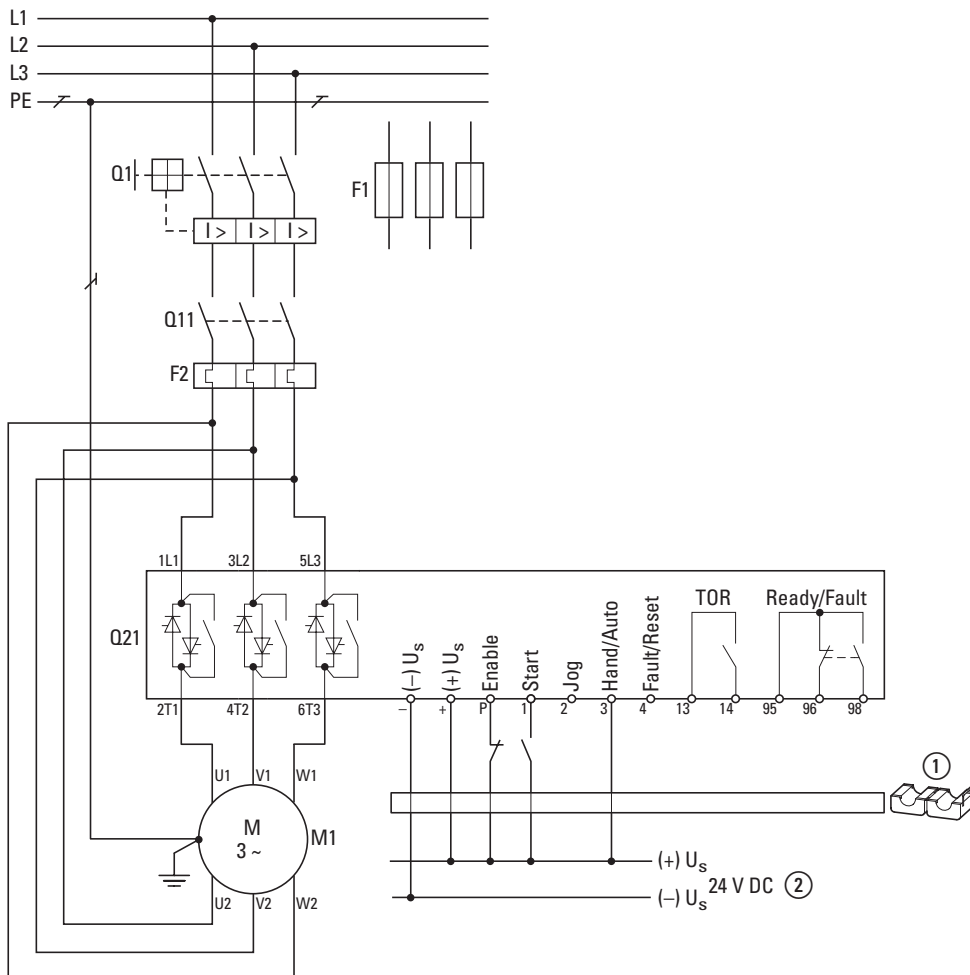 L1
L2
L3
PE
Q1
F1
I > I > I >
Q11
F2
1L1 3L2 5L3
Q21
(–) Us
(+) Us
Enable
Start
Jog
Hand/Auto
Fault/Reset
TOR
Ready/Fault
– + P 1 2 3 4 13 14 95 96 98
2T1 4T2 6T3
U1 V1 W1
M
3 ~
M1
U2 V2 W2
①
(+) Us
24 V DC ②
(–) Us